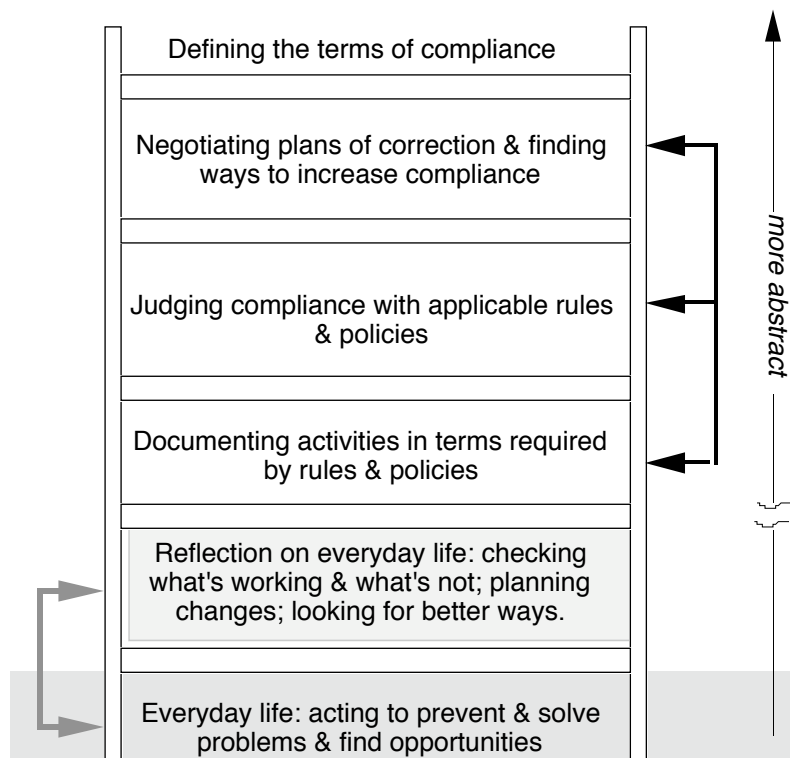 Defining the terms of compliance
Negotiating plans of correction & finding
ways to increase compliance
Judging compliance with applicable rules
& policies
Documenting activities in terms required
by rules & policies
Reflection on everyday life: checking
what's working & what's not; planning
changes; looking for better ways.
Everyday life: acting to prevent & solve
problems & find opportunities
more abstract